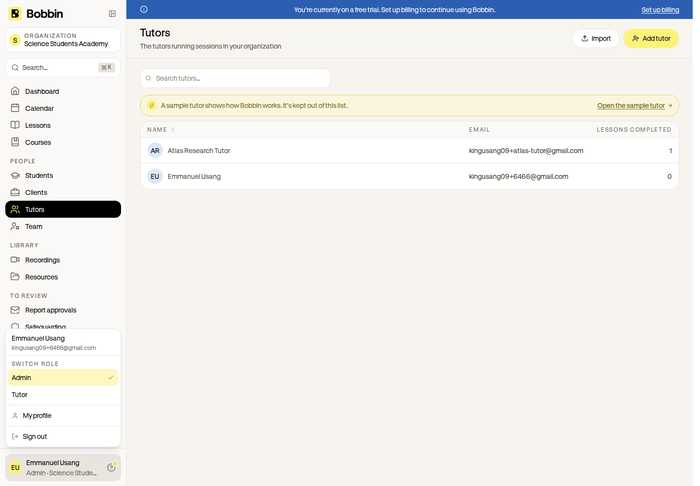 Bobbin
You're currently on a free trial. Set up billing to continue using Bobbin.
Set up billing
S
ORGANIZATION
Science Students Academy
Search...
⌘ K
Dashboard
Calendar
Lessons
Courses
PEOPLE
Students
Clients
Tutors
Team
LIBRARY
Recordings
Resources
TO REVIEW
Report approvals
Safeguarding
Emmanuel Usang
kingusang09+6466@gmail.com
SWITCH ROLE
Admin
Tutor
My profile
Sign out
EU
Emmanuel Usang
Admin · Science Stude...
Tutors
The tutors running sessions in your organization
Import
Add tutor
Search tutors...
A sample tutor shows how Bobbin works. It's kept out of this list.
Open the sample tutor
NAME
EMAIL
LESSONS COMPLETED
AR
Atlas Research Tutor
kingusang09+atlas-tutor@gmail.com
1
EU
Emmanuel Usang
kingusang09+6466@gmail.com
0